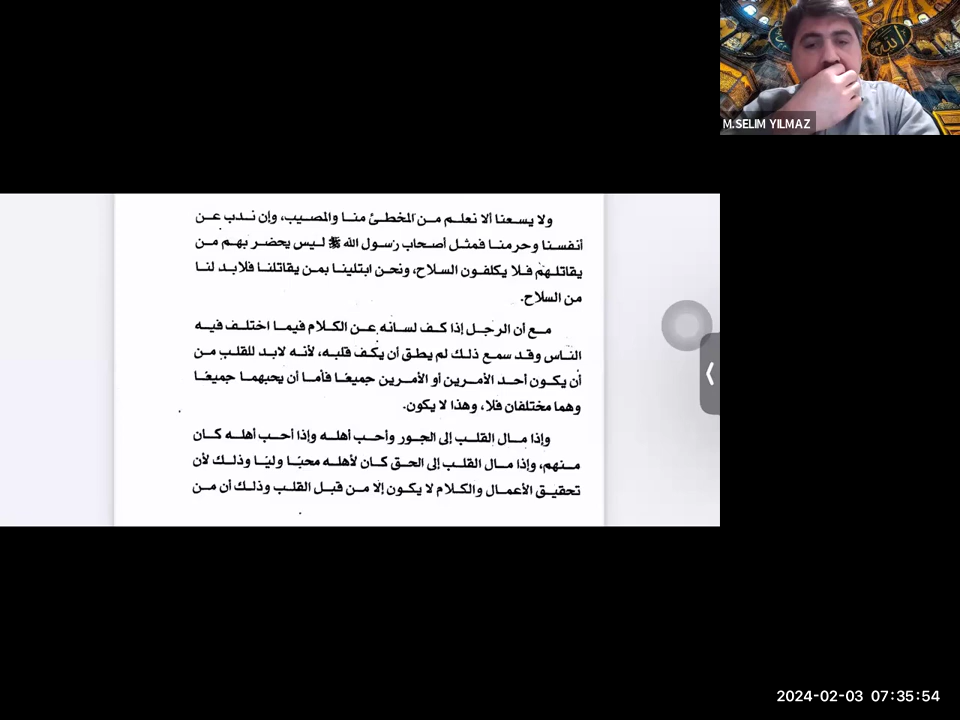 M.SELIM YILMAZ
ولا يسعنا ألا نعلم من المخطئ منا والمصيب، وإن ندب عن
أنفسنا وحرمنا فمثل أصحاب رسول الله ﷺ ليس يحضر بهم من
يقاتلهم فلا يكلفون السلاح، ونحن ابتلينا بمن يقاتلنا فلابد لنا
من السلاح.
مع أن الرجل إذا كف لسانه عن الكلام فيما اختلف فيه
الناس وقد سمع ذلك لم يطق أن يكف قلبه، لأنه لابد للقلب من
أن يكون أحد الأمرين أو الأمرين جميعًا فأما أن يحبهما جميعًا
وهما مختلفان فلا، وهذا لا يكون.
وإذا مال القلب إلى الجور وأحب أهله وإذا أحب أهله كان
منهم، وإذا مال القلب إلى الحق كان لأهله محبًا وليًا وذلك لأن
تحقيق الأعمال والكلام لا يكون إلا من قبل القلب وذلك أن من
2024-02-03 07:35:54